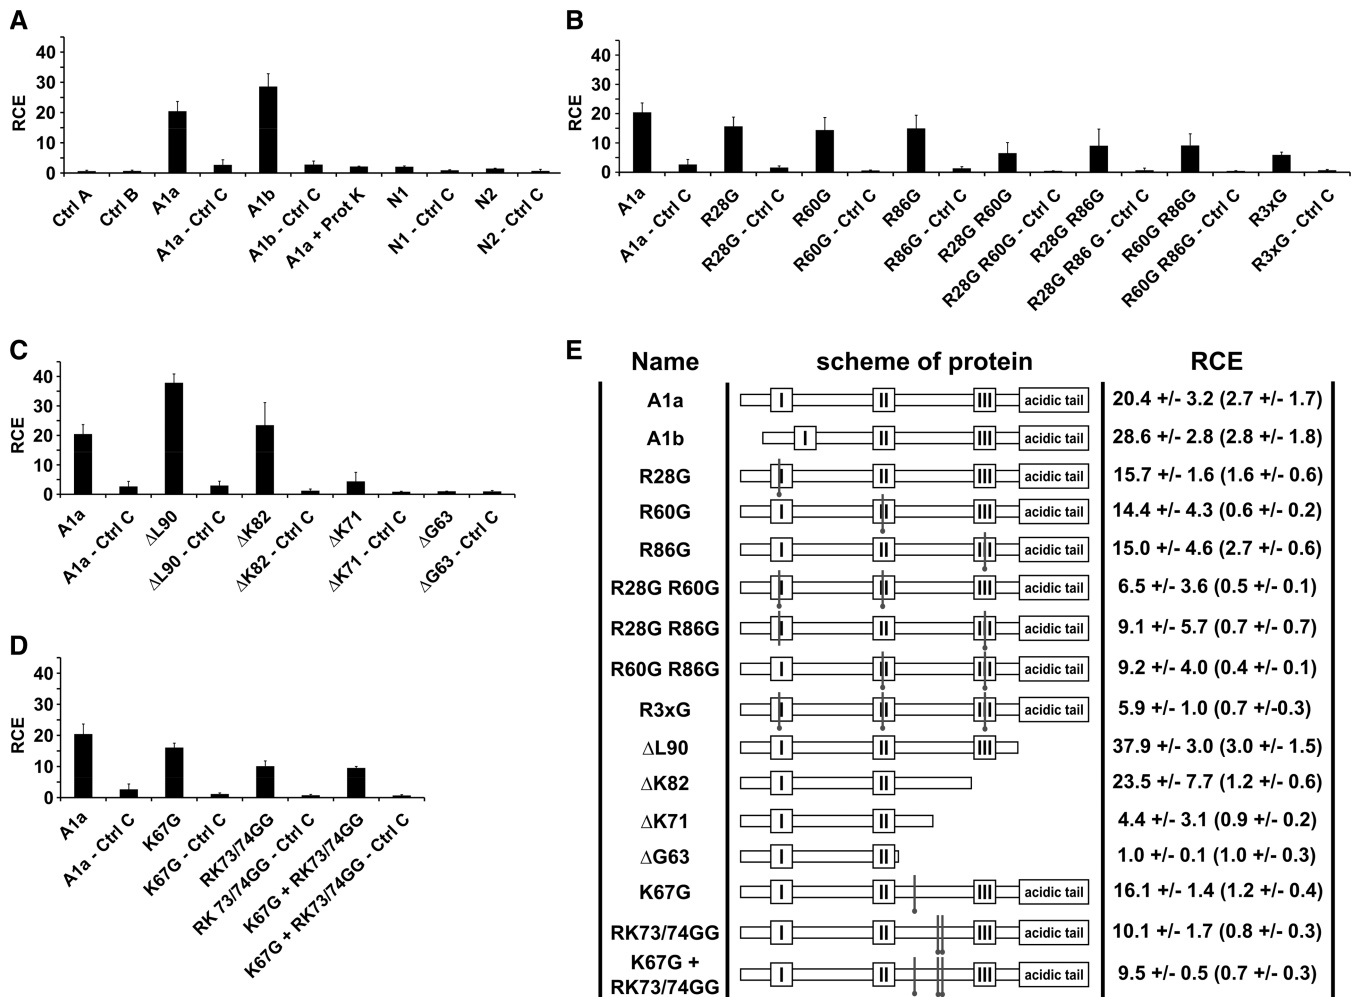 A
RCE
40
30
20
10
0
Ctrl A
Ctrl B
A1a
A1a - Ctrl C
A1b
A1b - Ctrl C
A1a + Prot K
N1
N1 - Ctrl C
N2
N2 - Ctrl C
B
RCE
40
30
20
10
0
A1a
A1a - Ctrl C
R28G
R28G - Ctrl C
R60G
R60G - Ctrl C
R86G
R86G - Ctrl C
R28G R60G
R28G R60G - Ctrl C
R28G R86G
R28G R86 G - Ctrl C
R60G R86G
R60G R86G - Ctrl C
R3xG
R3xG - Ctrl C
C
RCE
40
30
20
10
0
A1a
A1a - Ctrl C
ΔL90
ΔL90 - Ctrl C
ΔK82
ΔK82 - Ctrl C
ΔK71
ΔK71 - Ctrl C
ΔG63
ΔG63 - Ctrl C
D
RCE
40
30
20
10
0
A1a
A1a - Ctrl C
K67G
K67G - Ctrl C
RK73/74GG
RK 73/74GG - Ctrl C
K67G + RK73/74GG
K67G + RK73/74GG - Ctrl C
E
Name scheme of protein RCE
A1a I II III acidic tail 20.4 +/- 3.2 (2.7 +/- 1.7)
A1b I II III acidic tail 28.6 +/- 2.8 (2.8 +/- 1.8)
R28G I II III acidic tail 15.7 +/- 1.6 (1.6 +/- 0.6)
R60G I II III acidic tail 14.4 +/- 4.3 (0.6 +/- 0.2)
R86G I II III acidic tail 15.0 +/- 4.6 (2.7 +/- 0.6)
R28G R60G I II III acidic tail 6.5 +/- 3.6 (0.5 +/- 0.1)
R28G R86G I II III acidic tail 9.1 +/- 5.7 (0.7 +/- 0.7)
R60G R86G I II III acidic tail 9.2 +/- 4.0 (0.4 +/- 0.1)
R3xG I II III acidic tail 5.9 +/- 1.0 (0.7 +/-0.3)
ΔL90 I II III 37.9 +/- 3.0 (3.0 +/- 1.5)
ΔK82 I II 23.5 +/- 7.7 (1.2 +/- 0.6)
ΔK71 I II 4.4 +/- 3.1 (0.9 +/- 0.2)
ΔG63 I II 1.0 +/- 0.1 (1.0 +/- 0.3)
K67G I II III acidic tail 16.1 +/- 1.4 (1.2 +/- 0.4)
RK73/74GG I II III acidic tail 10.1 +/- 1.7 (0.8 +/- 0.3)
K67G +
RK73/74GG I II III acidic tail 9.5 +/- 0.5 (0.7 +/- 0.3)